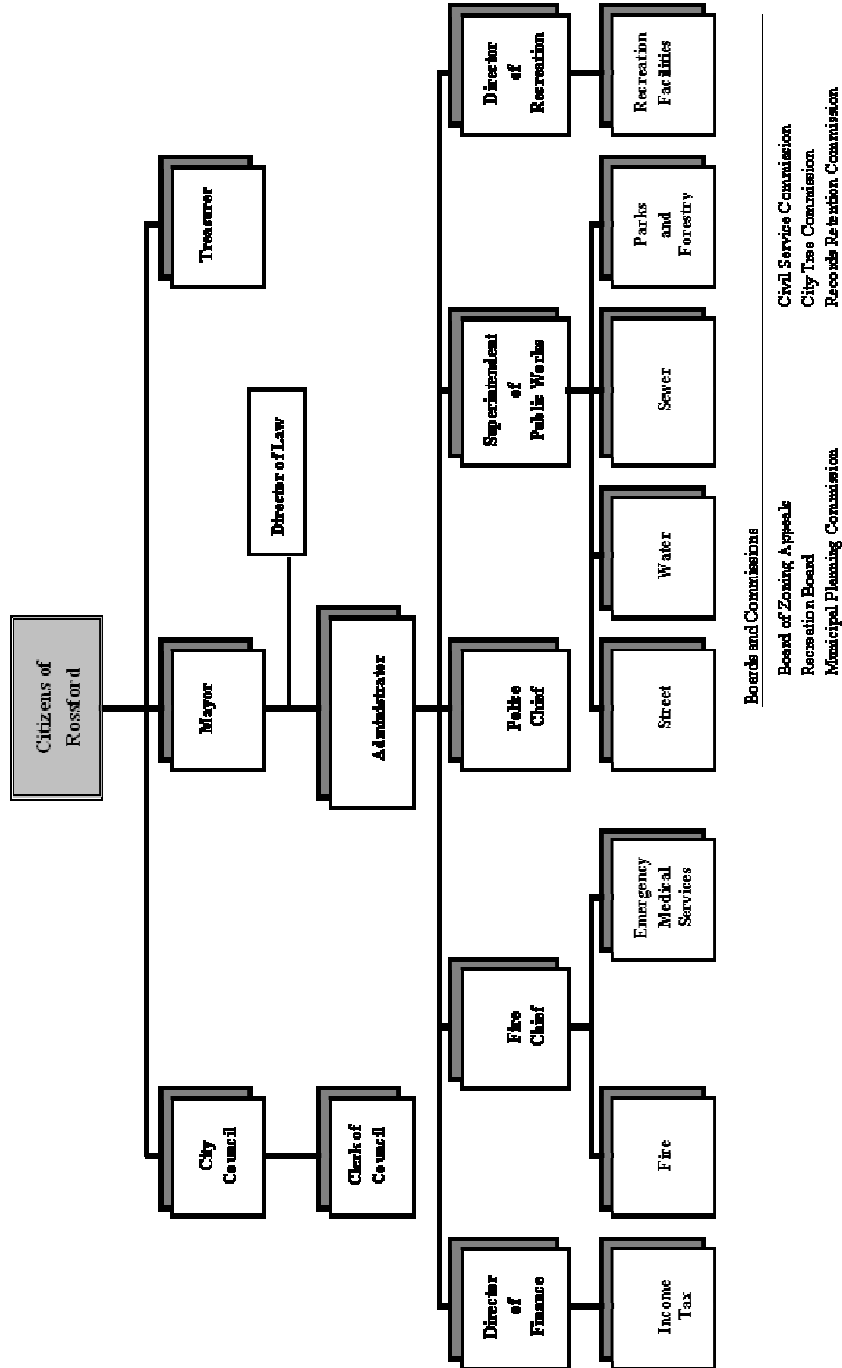 Citizens of
Rossford
City
Council
Mayor
Treasurer
Director of Law
Clerk of
Council
Administrator
Director
of
Finance
Fire
Chief
Police
Chief
Superintendent
of
Public Works
Director
of
Recreation
Income
Tax
Fire
Emergency
Medical
Services
Street
Water
Sewer
Parks
and
Forestry
Recreation
Facilities
Boards and Commissions
Board of Zoning Appeals
Recreation Board
Municipal Planning Commission
Civil Service Commission
City Tree Commission
Records Retention Commission